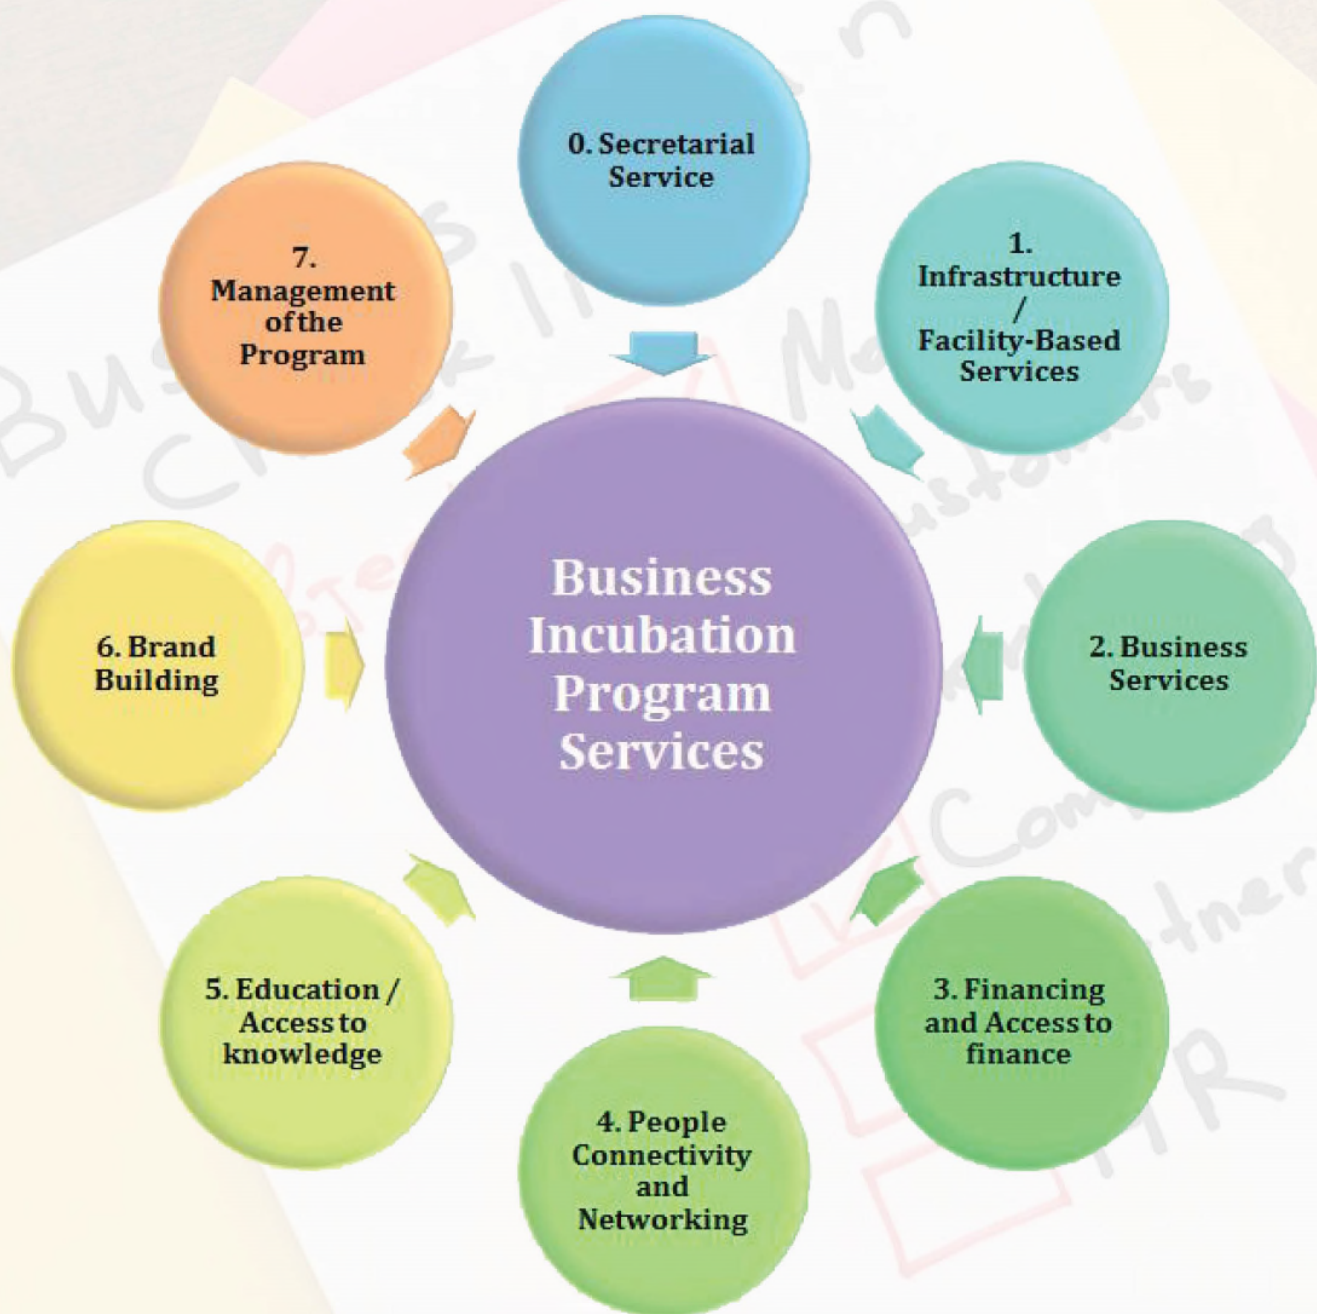 0. Secretarial
Service
1.
Infrastructure
/
Facility-Based
Services
2. Business
Services
3. Financing
and Access to
finance
4. People
Connectivity
and
Networking
5. Education /
Access to
knowledge
6. Brand
Building
7.
Management
of the
Program
Business
Incubation
Program
Services